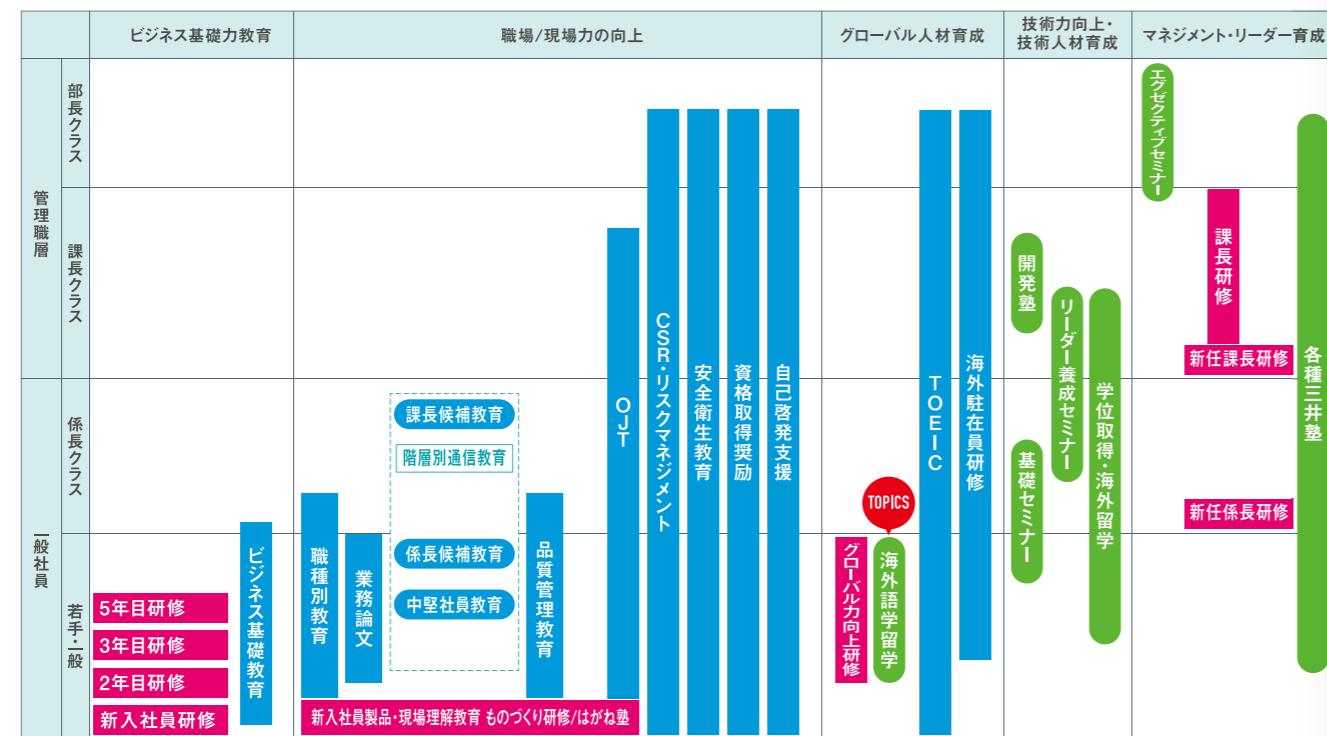 ビジネス基礎力教育
職場/現場力の向上
グローバル人材育成
技術力向上・
技術人材育成
マネジメント・リーダー育成
管理職層
部長クラス
課長クラス
一般社員
係長クラス
若手・一般
5年目研修
3年目研修
2年目研修
新入社員研修
ビジネス基礎教育
職種別教育
業務論文
課長候補教育
階層別通信教育
係長候補教育
中堅社員教育
品質管理教育
新入社員製品・現場理解教育 ものづくり研修/はがね塾
OJT
CSR・リスクマネジメント
安全衛生教育
資格取得奨励
自己啓発支援
TOPICS
グローバル力向上研修
海外語学留学
TOEIC
海外駐在員研修
開発塾
基礎セミナー
リーダー養成セミナー
学位取得・海外留学
エグゼクティブセミナー
課長研修
新任課長研修
新任係長研修
各種三井塾